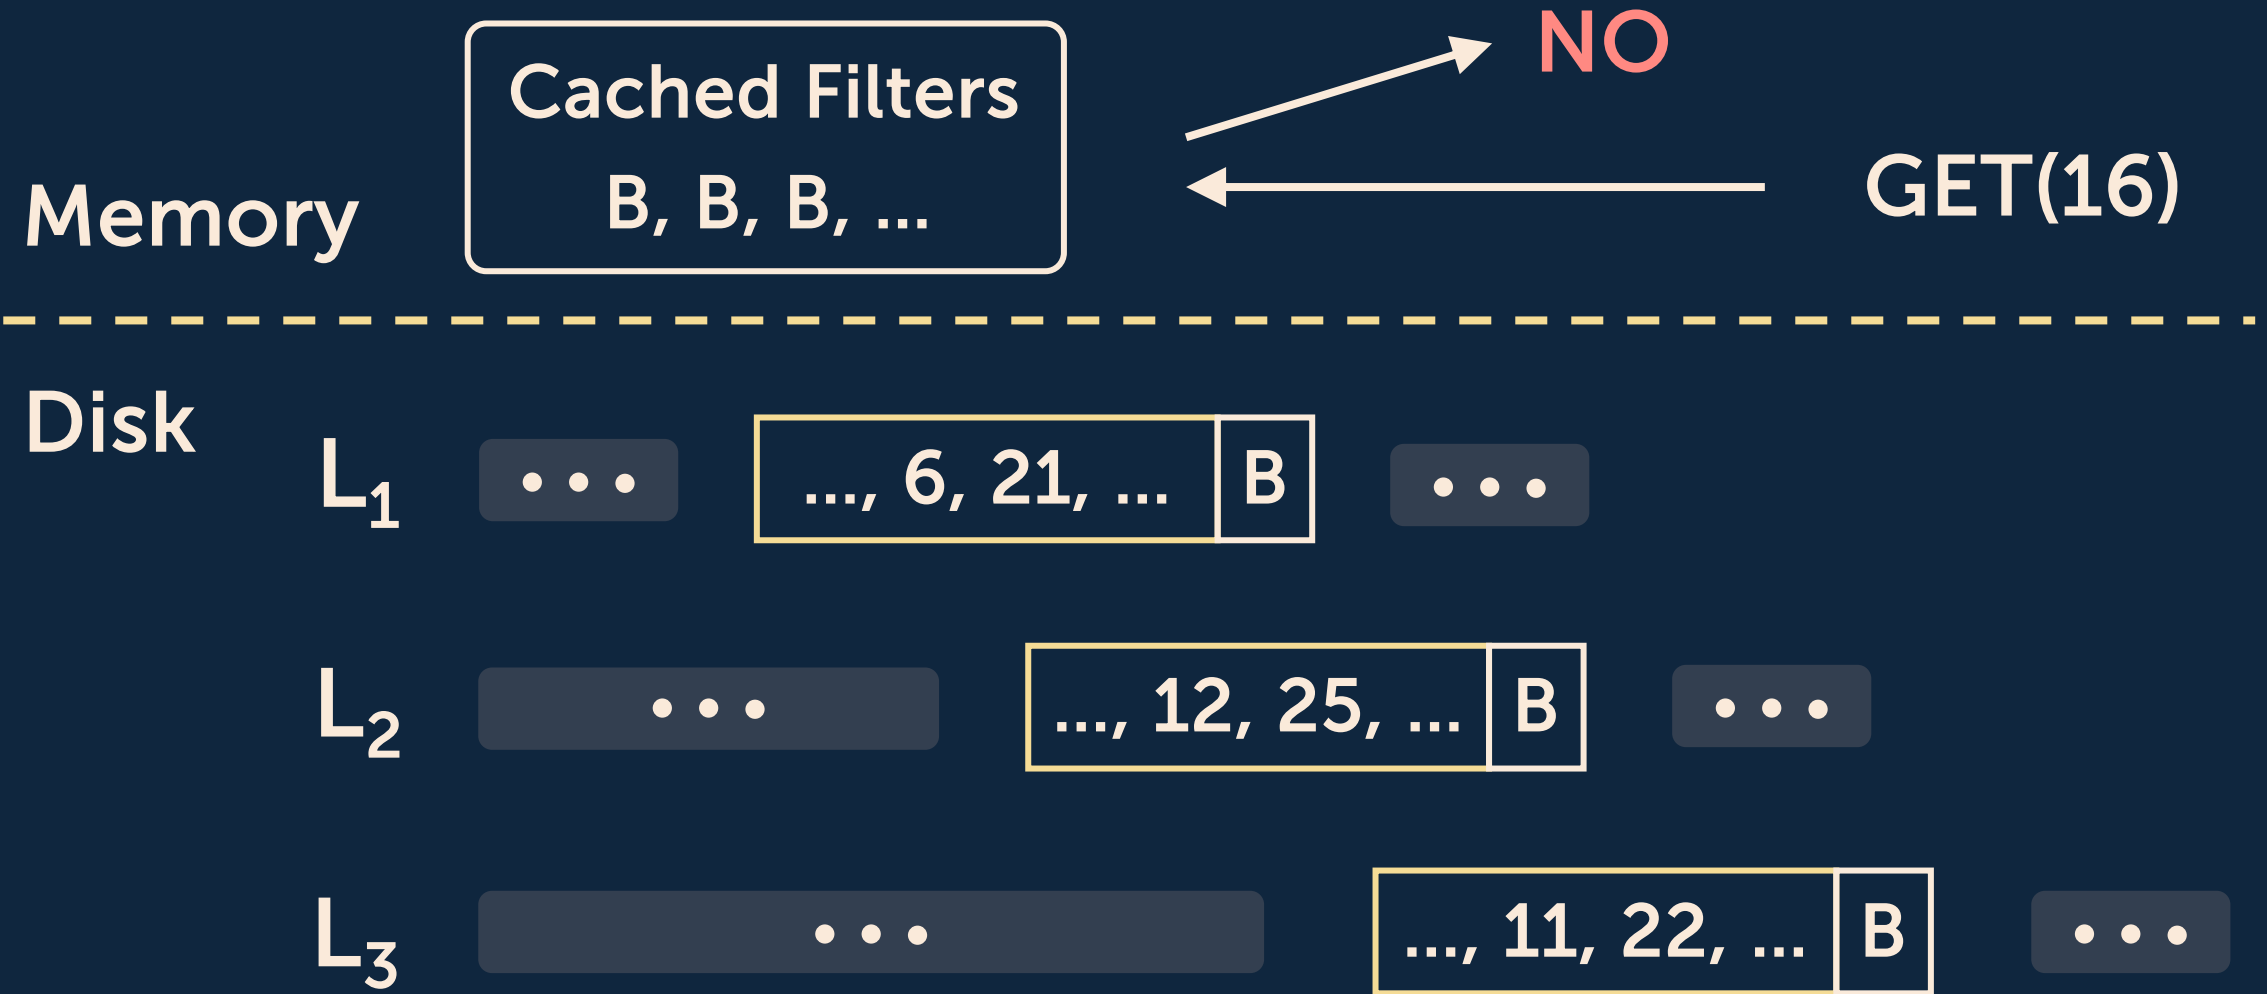 Cached Filters
B, B, B, ...
NO
Memory
GET(16)
Disk
L1
..., 6, 21, ...
B
L2
..., 12, 25, ...
B
L3
..., 11, 22, ...
B